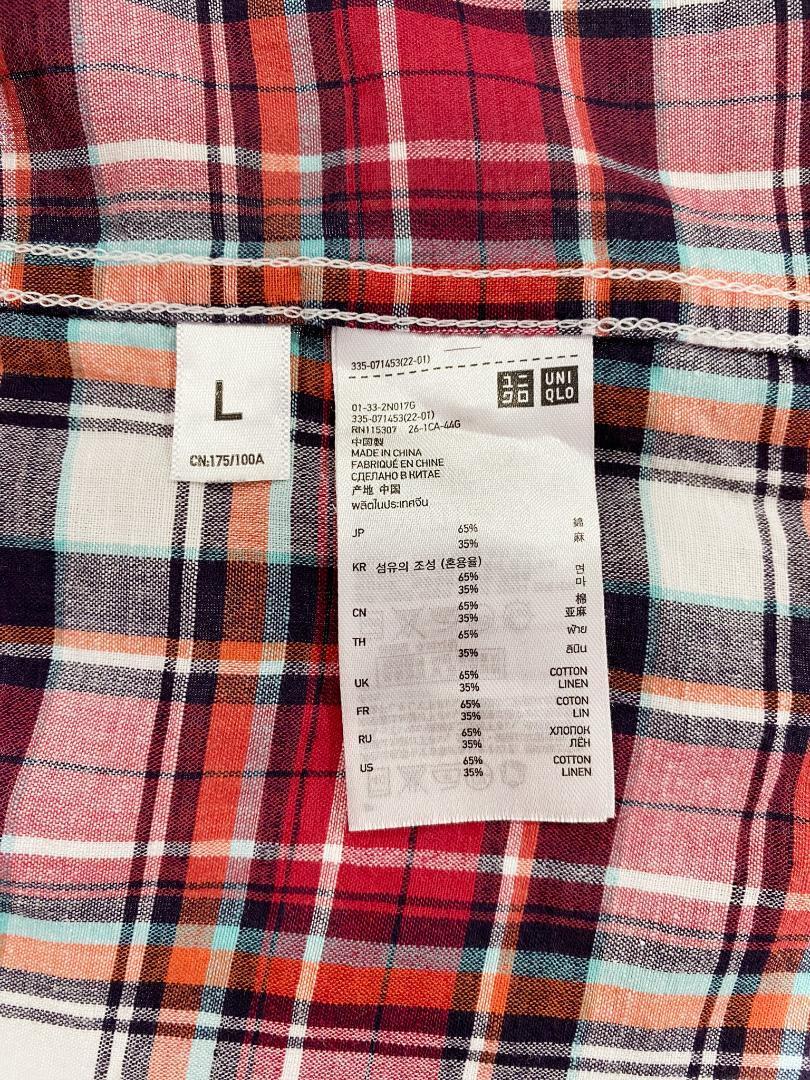 L
CN:175/100A
335-071453(22-01)
UNI
QLO
01-33-2N017G
335-071453(22-01)
RN115307 26-1CA-44G
中国製
MADE IN CHINA
FABRIQUÉ EN CHINE
СДЕЛАНО В КИТАЕ
产地 中国
ผลิตในประเทศจีน
JP 65% 綿
35% 麻
KR 섬유의 조성 (혼용율)
65% 면
35% 마
CN 65% 棉
35% 亚麻
TH 65% ฝ้าย
35% ลินิน
UK 65% COTTON
35% LINEN
FR 65% COTON
35% LIN
RU 65% ХЛОПОК
35% ЛЁН
US 65% COTTON
35% LINEN